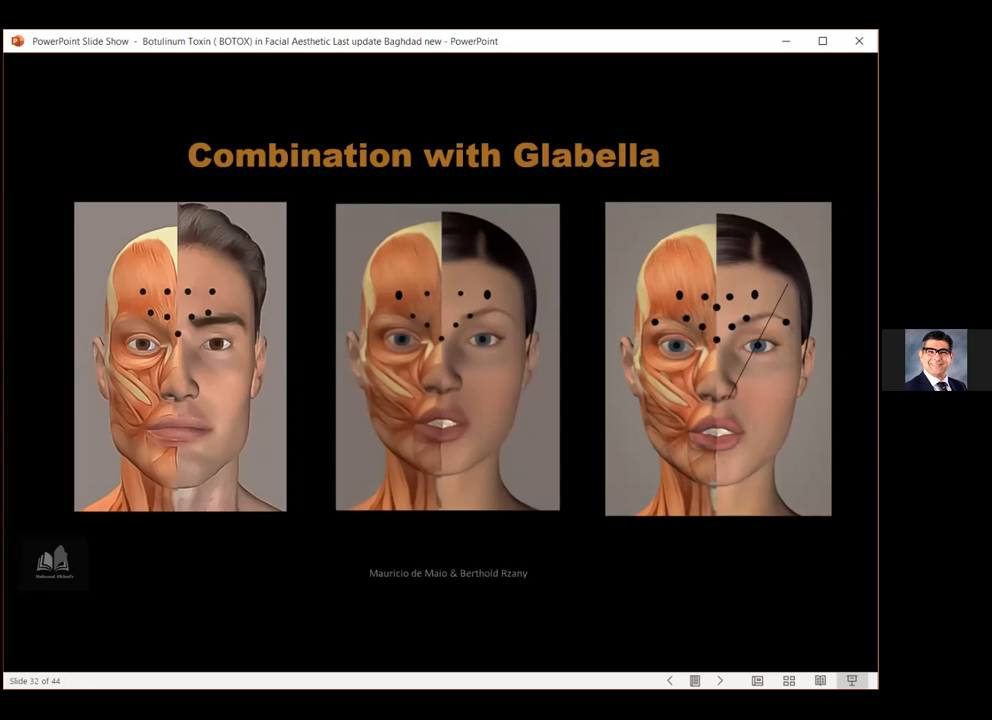 PowerPoint Slide Show - Botulinum Toxin ( BOTOX) in Facial Aesthetic Last update Baghdad new - PowerPoint
Combination with Glabella
Maurício de Maio & Berthold Rzany
Slide 32 of 44